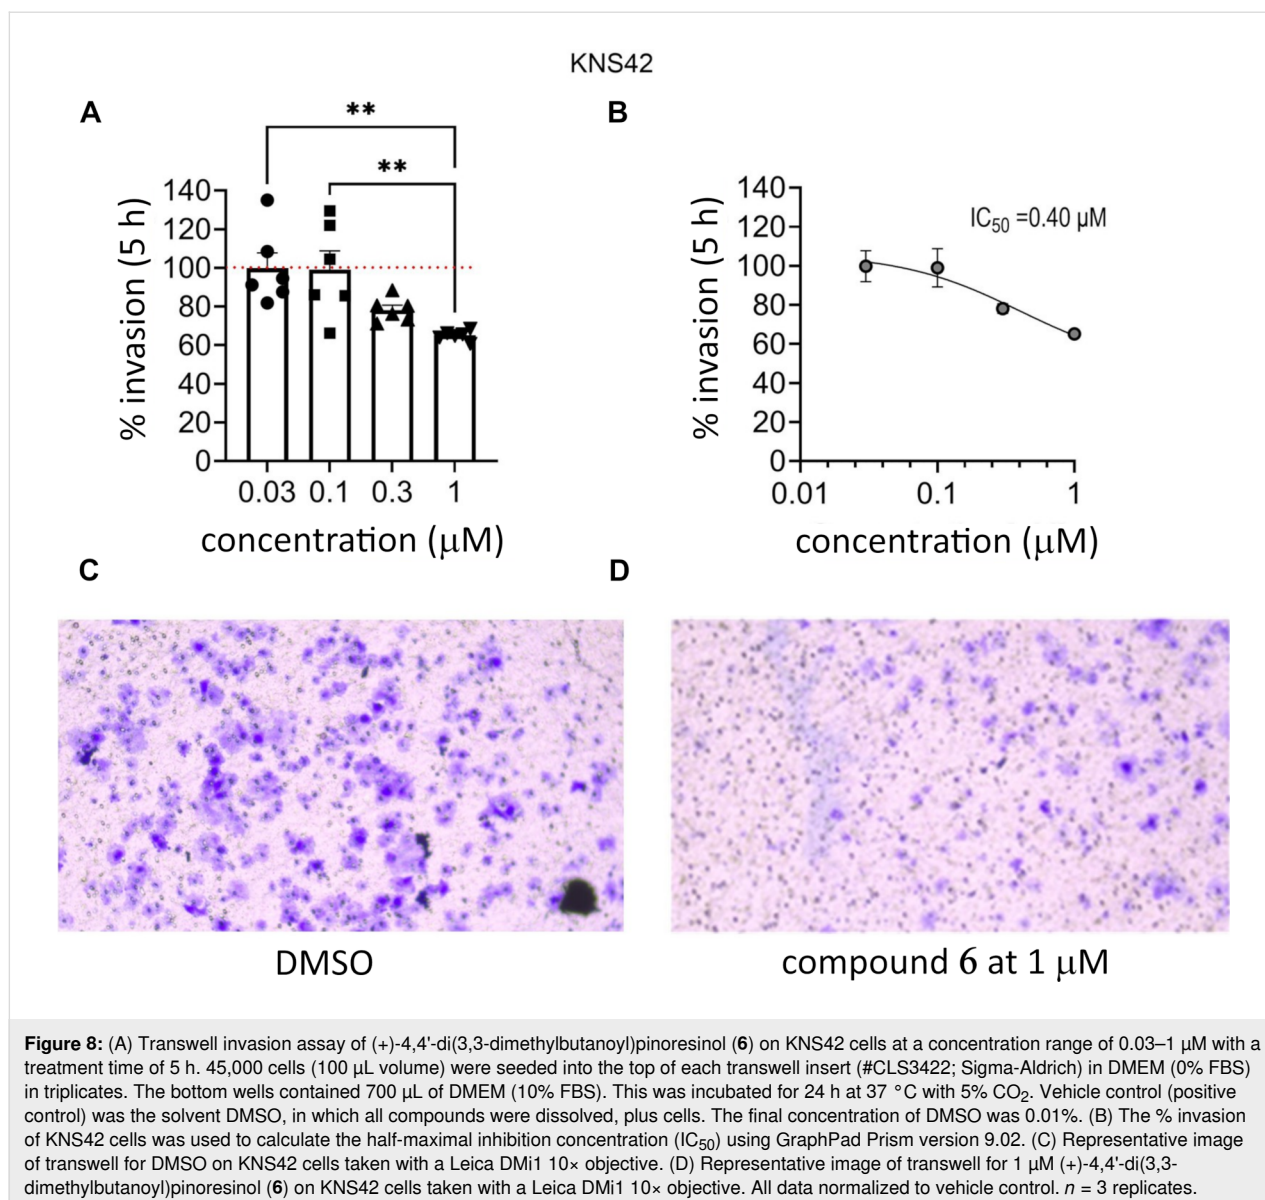 KNS42
A
**
**
% invasion (5 h)
140
120
100
80
60
40
20
0
0.03 0.1 0.3 1
concentration (μM)
B
% invasion (5 h)
140
120
100
80
60
40
20
0
IC50 =0.40 μM
0.01 0.1 1
concentration (μM)
C
D
DMSO
compound 6 at 1 μM
Figure 8: (A) Transwell invasion assay of (+)-4,4'-di(3,3-dimethylbutanoyl)pinoresinol (6) on KNS42 cells at a concentration range of 0.03–1 μM with a
treatment time of 5 h. 45,000 cells (100 μL volume) were seeded into the top of each transwell insert (#CLS3422; Sigma-Aldrich) in DMEM (0% FBS)
in triplicates. The bottom wells contained 700 μL of DMEM (10% FBS). This was incubated for 24 h at 37 °C with 5% CO2. Vehicle control (positive
control) was the solvent DMSO, in which all compounds were dissolved, plus cells. The final concentration of DMSO was 0.01%. (B) The % invasion
of KNS42 cells was used to calculate the half-maximal inhibition concentration (IC50) using GraphPad Prism version 9.02. (C) Representative image
of transwell for DMSO on KNS42 cells taken with a Leica DMi1 10× objective. (D) Representative image of transwell for 1 μM (+)-4,4'-di(3,3-
dimethylbutanoyl)pinoresinol (6) on KNS42 cells taken with a Leica DMi1 10× objective. All data normalized to vehicle control. n = 3 replicates.